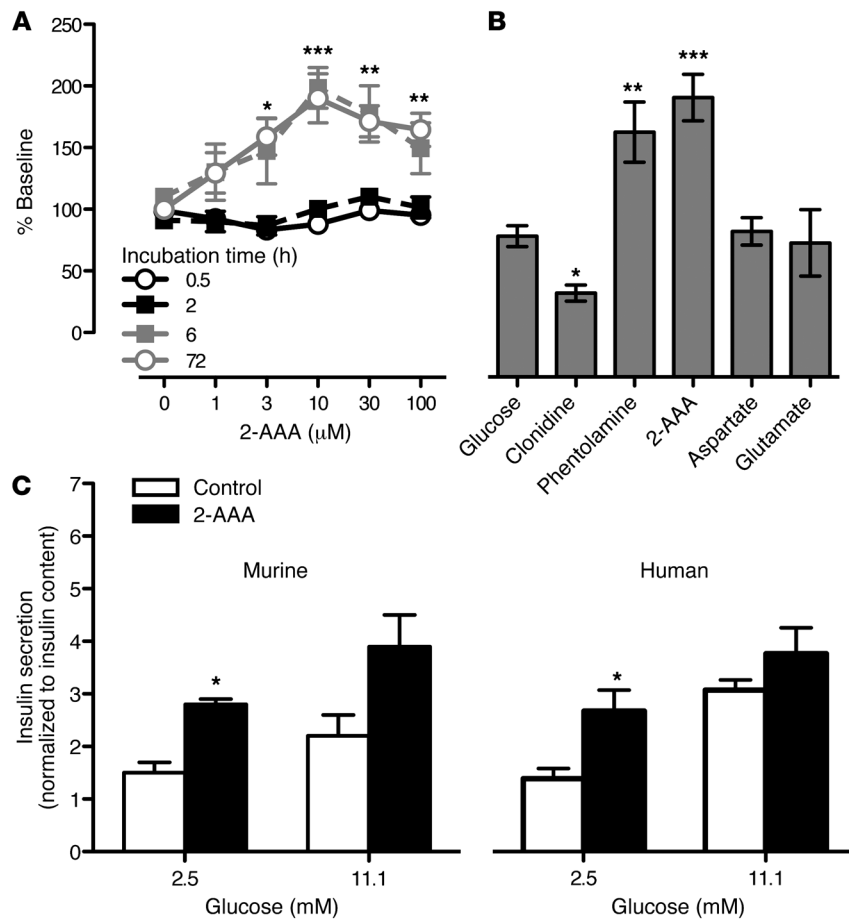 A
250
200
150
100
50
0
% Baseline
***
**
**
*
Incubation time (h)
0.5
2
6
72
0 1 3 10 30 100
2-AAA (μM)
B
***
**
*
Glucose
Clonidine
Phentolamine
2-AAA
Aspartate
Glutamate
C
7
6
5
4
3
2
1
0
Insulin secretion
(normalized to insulin content)
Control
2-AAA
Murine
*
2.5 11.1
Glucose (mM)
Human
*
2.5 11.1
Glucose (mM)